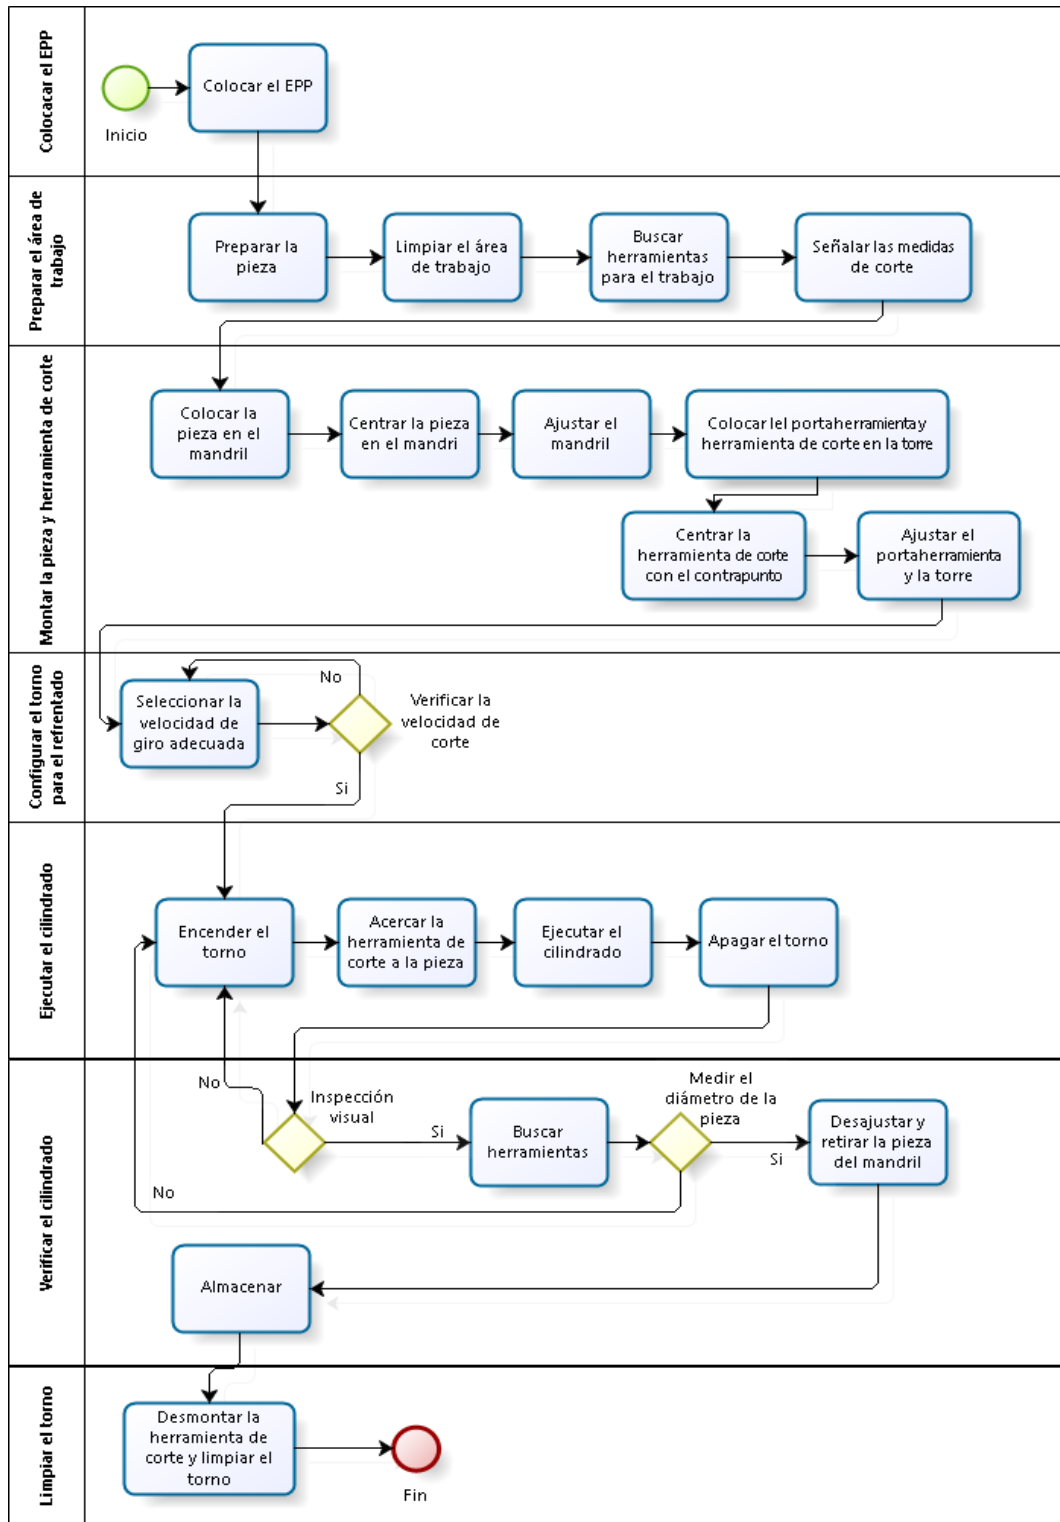 Colocacar el EPP
Colocar el EPP
Inicio
Preparar el área de
trabajo
Preparar la
pieza
Limpiar el área
de trabajo
Buscar
herramientas
para el trabajo
Señalar las medidas
de corte
Montar la pieza y herramienta de corte
Colocar la
pieza en el
mandril
Centrar la pieza
en el mandri
Ajustar el
mandril
Colocar lel portaherramienta y
herramienta de corte en la torre
Centrar la
herramienta de corte
con el contrapunto
Ajustar el
portaherramienta
y la torre
Configurar el torno
para el refrentado
Seleccionar la
velocidad de
giro adecuada
No
Verificar la
velocidad de
corte
Si
Ejecutar el cilindrado
Encender el
torno
Acercar la
herramienta de
corte a la pieza
Ejecutar el
cilindrado
Apagar el torno
Verificar el cilindrado
No
Inspección
visual
Si
Buscar
herramientas
Medir el
diámetro de la
pieza
Si
Desajustar y
retirar la pieza
del mandril
No
Almacenar
Limpiar el torno
Desmontar la
herramienta de
corte y limpiar el
torno
Fin